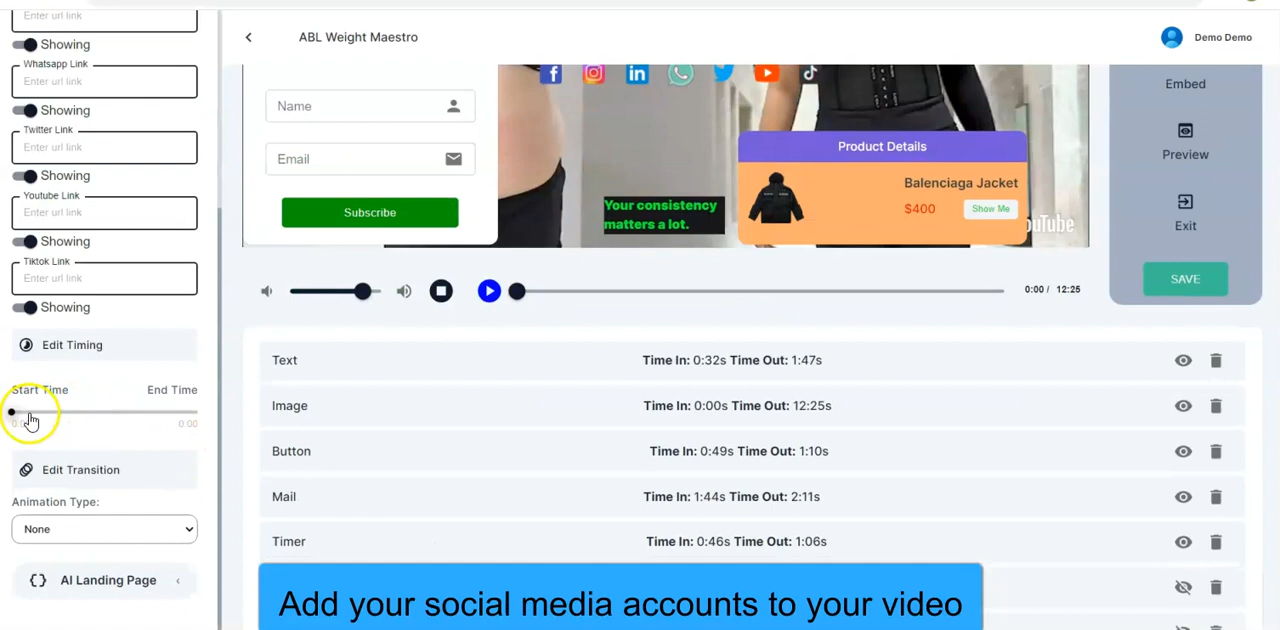 Enter url link
Showing
Whatsapp Link
Enter url link
Showing
Twitter Link
Enter url link
Showing
Youtube Link
Enter url link
Showing
Tiktok Link
Enter url link
Showing
Edit Timing
Start Time End Time
0:00
Edit Transition
Animation Type:
None
AI Landing Page
ABL Weight Maestro
Demo Demo
Name
Email
Subscribe
Your consistency
matters a lot.
Product Details
Balenciaga Jacket
$400 Show Me
ouTube
Embed
Preview
Exit
SAVE
0:00 / 12:25
Text Time In: 0:32s Time Out: 1:47s
Image Time In: 0:00s Time Out: 12:25s
Button Time In: 0:49s Time Out: 1:10s
Mail Time In: 1:44s Time Out: 2:11s
Timer Time In: 0:46s Time Out: 1:06s
Add your social media accounts to your video